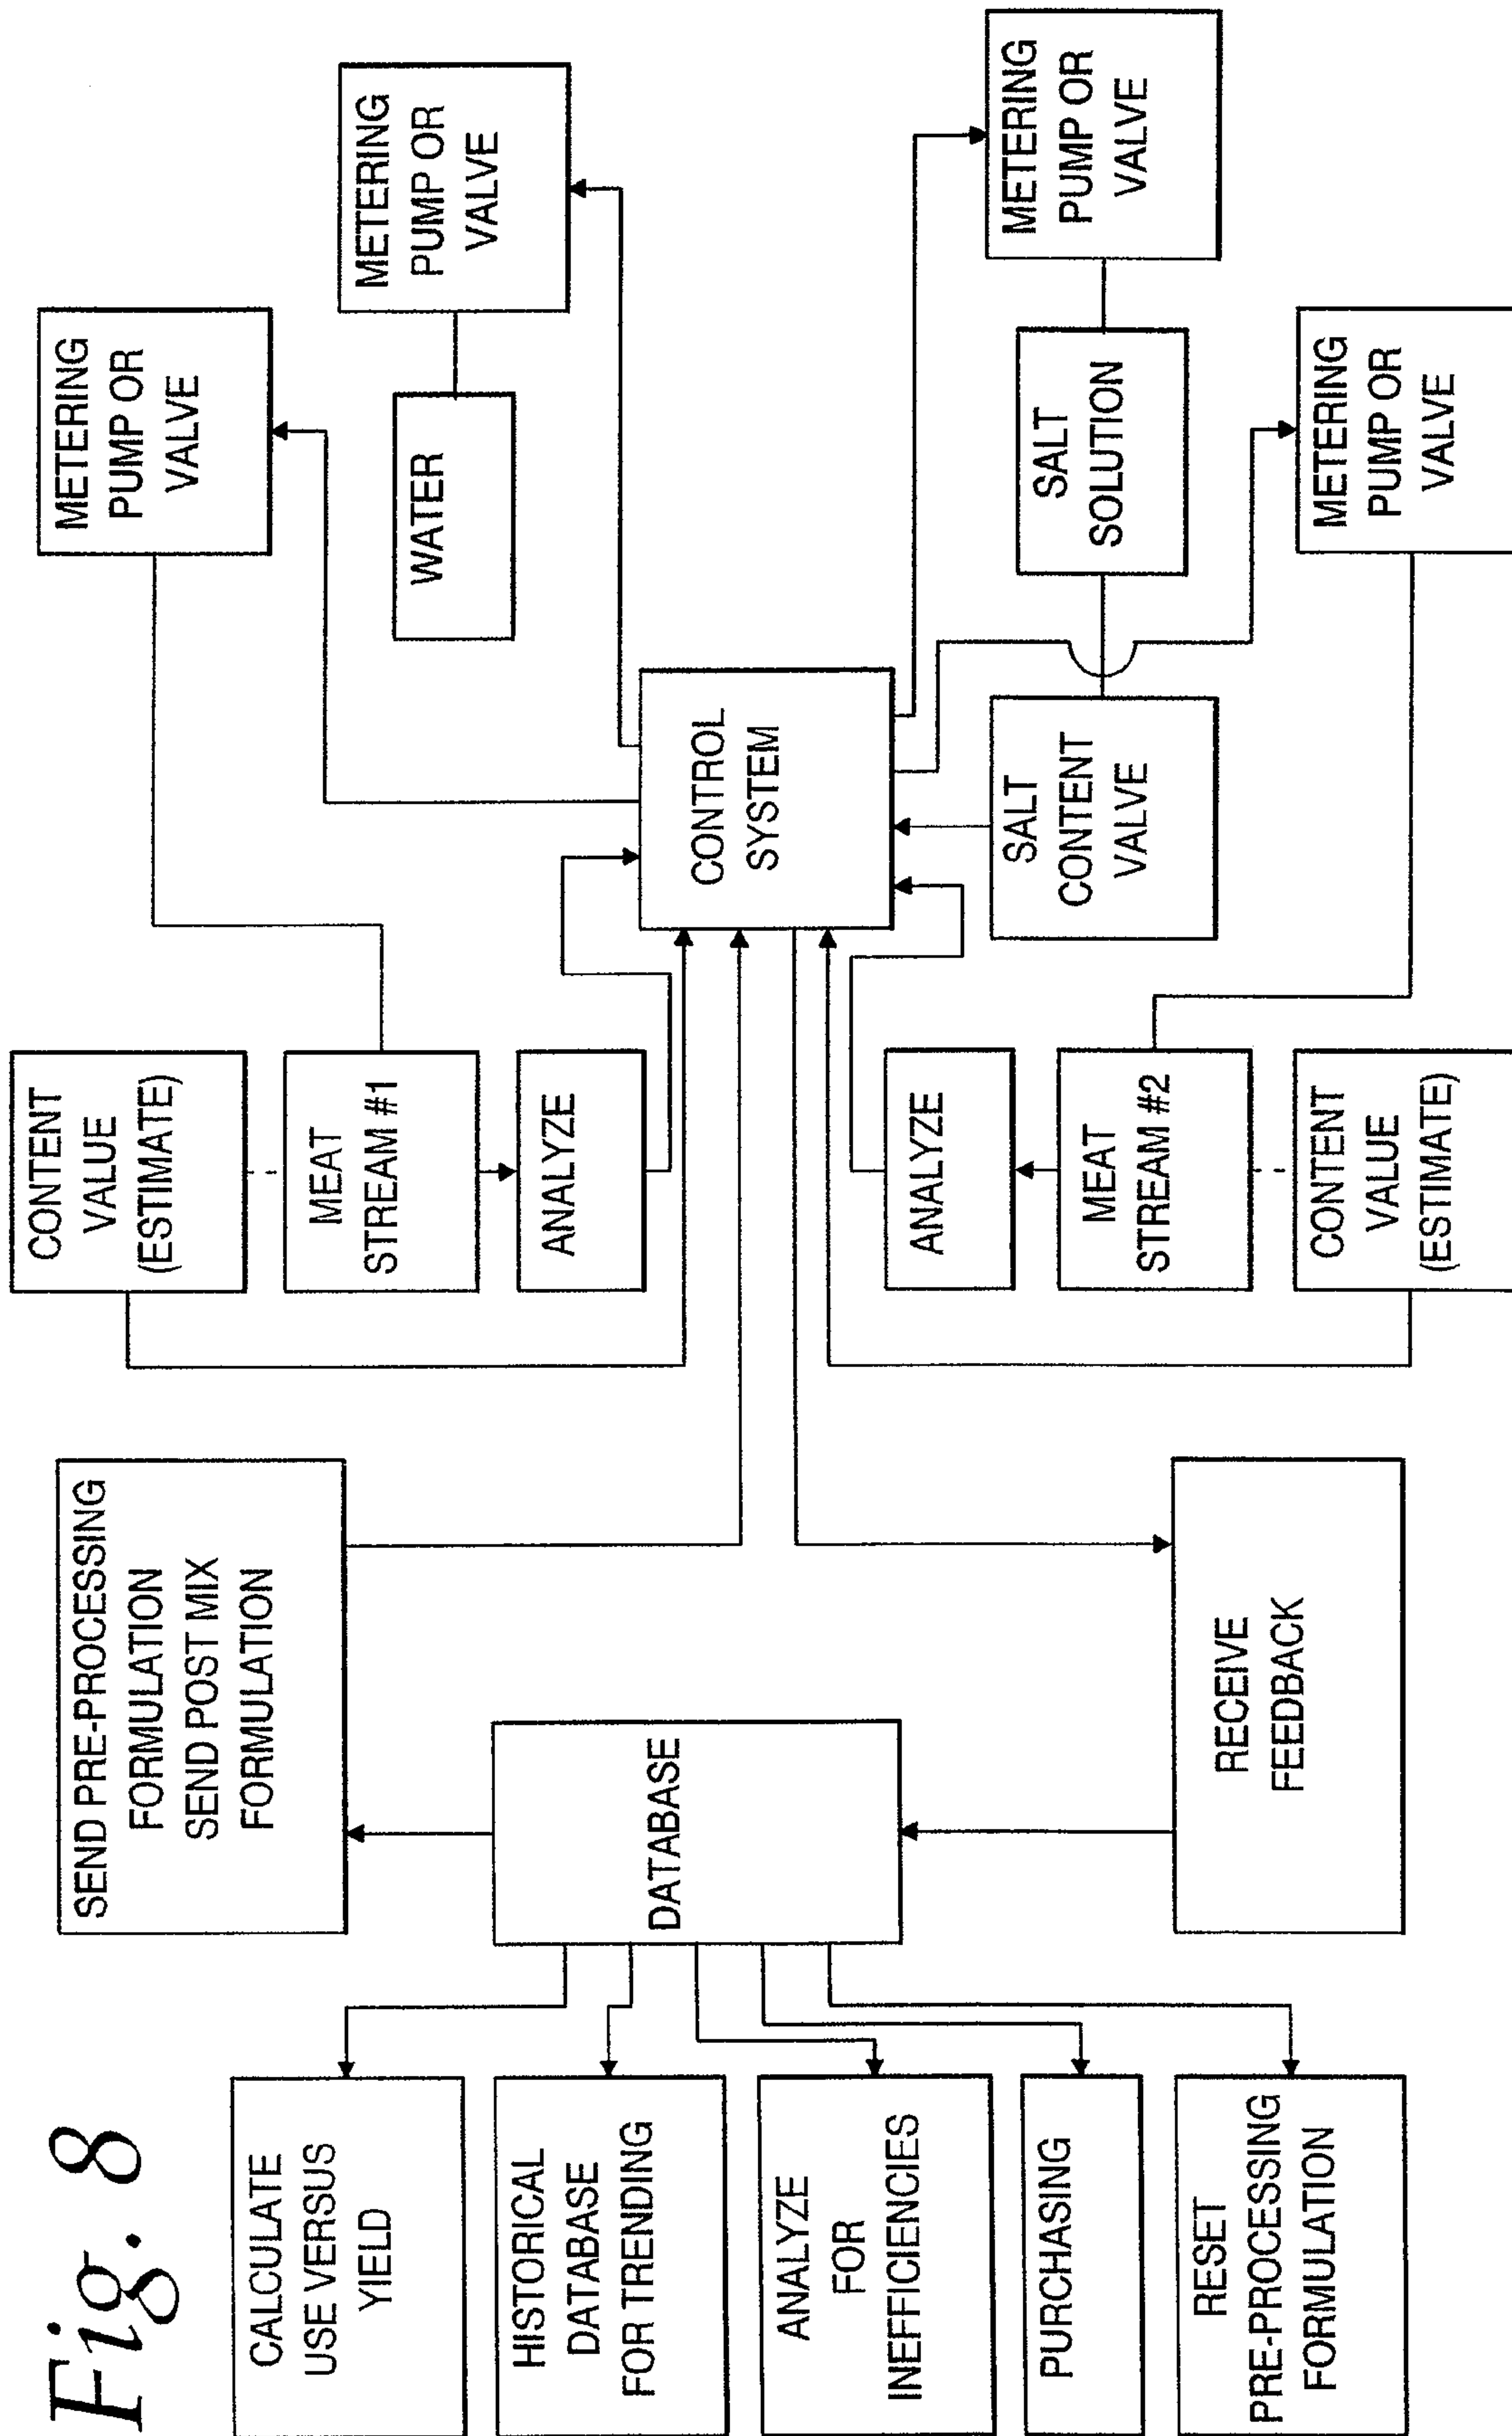 Fig. 8
CALCULATE
USE VERSUS
YIELD
HISTORICAL
DATABASE
FOR TRENDING
ANALYZE
FOR
INEFFICIENCIES
PURCHASING
RESET
PRE-PROCESSING
FORMULATION
SEND PRE-PROCESSING
FORMULATION
SEND POST MIX
FORMULATION
DATABASE
RECEIVE
FEEDBACK
CONTENT
VALUE
(ESTIMATE)
MEAT
STREAM #1
ANALYZE
ANALYZE
MEAT
STREAM #2
CONTENT
VALUE
(ESTIMATE)
CONTROL
SYSTEM
SALT
CONTENT
VALVE
METERING
PUMP OR
VALVE
WATER
METERING
PUMP OR
VALVE
SALT
SOLUTION
METERING
PUMP OR
VALVE
METERING
PUMP OR
VALVE